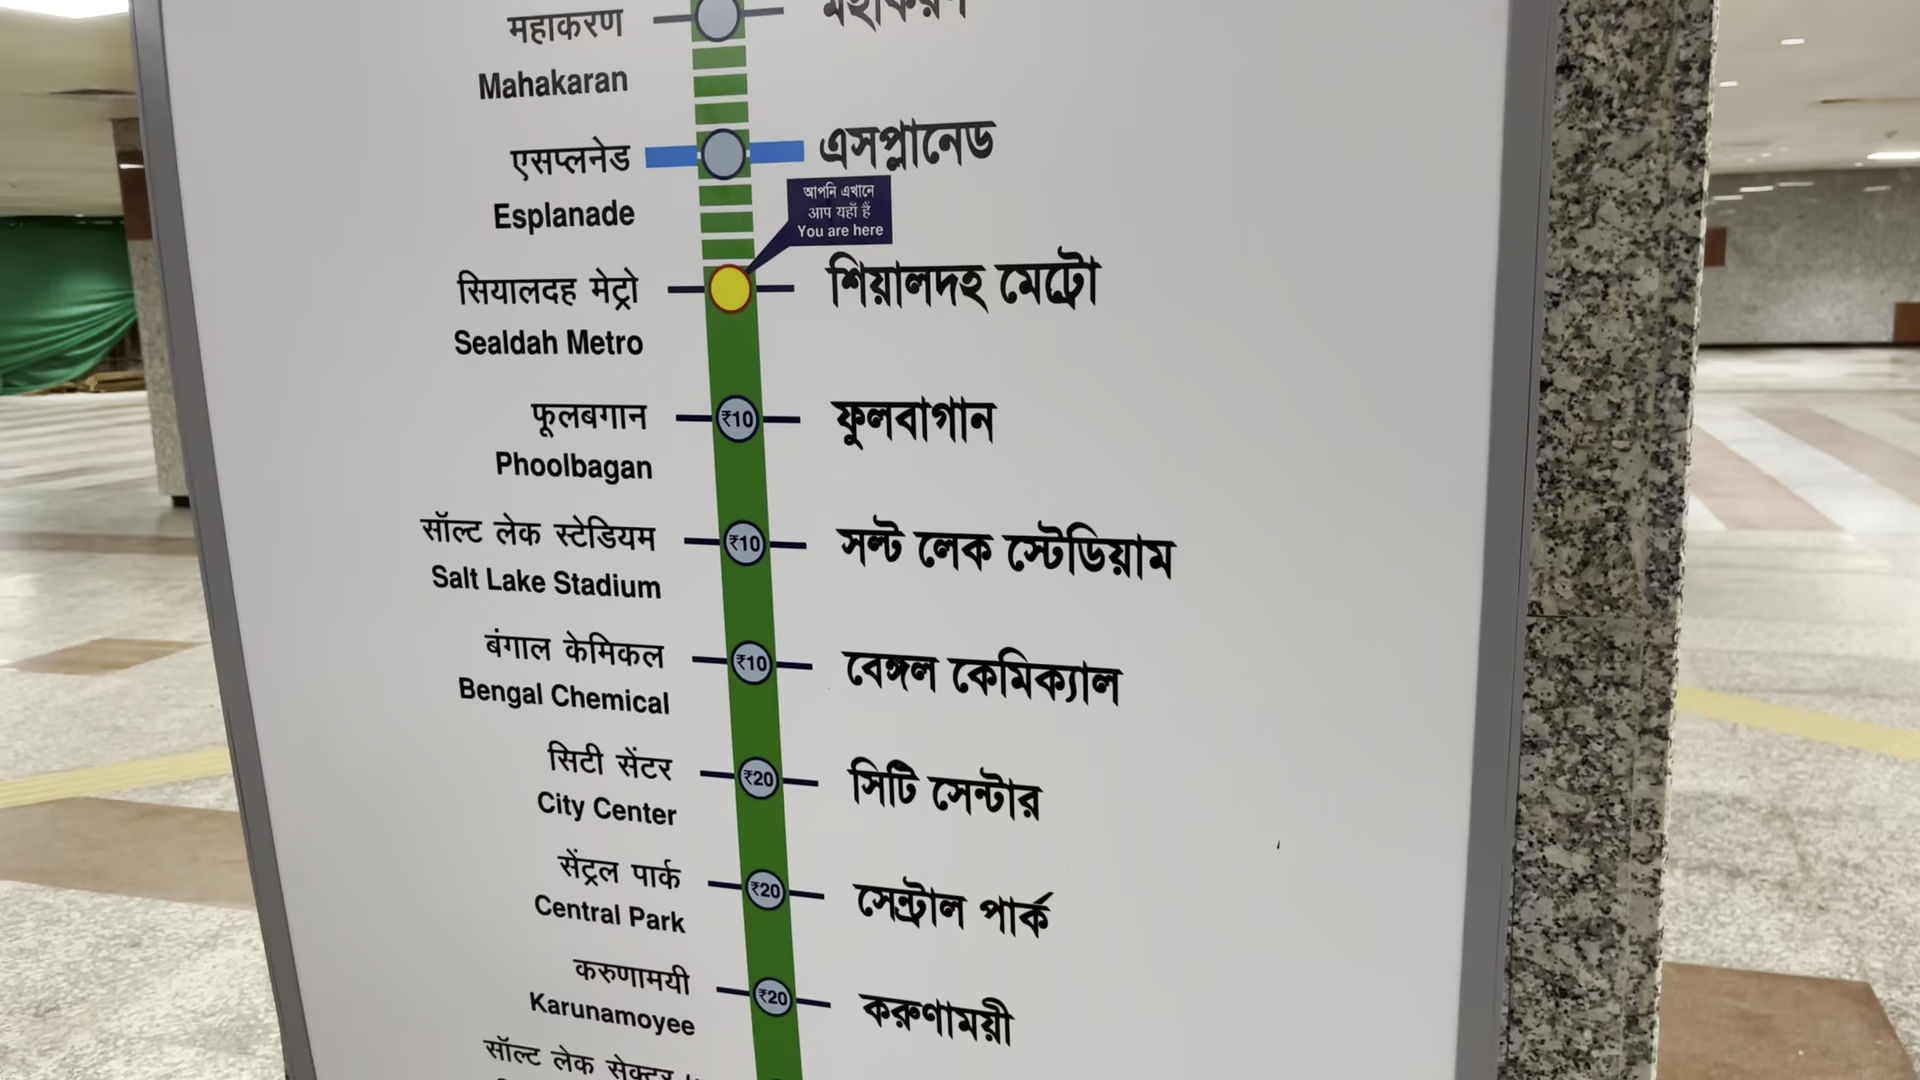 महाकरण
Mahakaran
মহাকরণ
एसप्लनेड
Esplanade
এসপ্লানেড
আপনি এখানে
आप यहाँ हैं
You are here
सियालदह मेट्रो
Sealdah Metro
শিয়ালদহ মেট্রো
फूलबगान
Phoolbagan
₹10
ফুলবাগান
सॉल्ट लेक स्टेडियम
Salt Lake Stadium
₹10
সল্ট লেক স্টেডিয়াম
बंगाल केमिकल
Bengal Chemical
₹10
বেঙ্গল কেমিক্যাল
सिटी सेंटर
City Center
₹20
সিটি সেন্টার
सेंट्रल पार्क
Central Park
₹20
সেন্ট্রাল পার্ক
करुणामयी
Karunamoyee
₹20
করুণাময়ী
सॉल्ट लेक सेक्टर